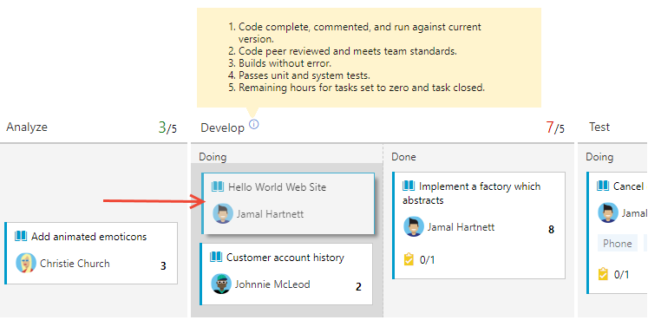 1. Code complete, commented, and run against current
version.
2. Code peer reviewed and meets team standards.
3. Builds without error.
4. Passes unit and system tests.
5. Remaining hours for tasks set to zero and task closed.
Analyze 3/5
Develop 7/5
Test
Doing
Done
Doing
Hello World Web Site
Jamal Hartnett
Implement a factory which
abstracts
Jamal Hartnett 8
0/1
Cancel
Jamal
Phone
0/1
Add animated emoticons
Christie Church 3
Customer account history
Johnnie McLeod 2